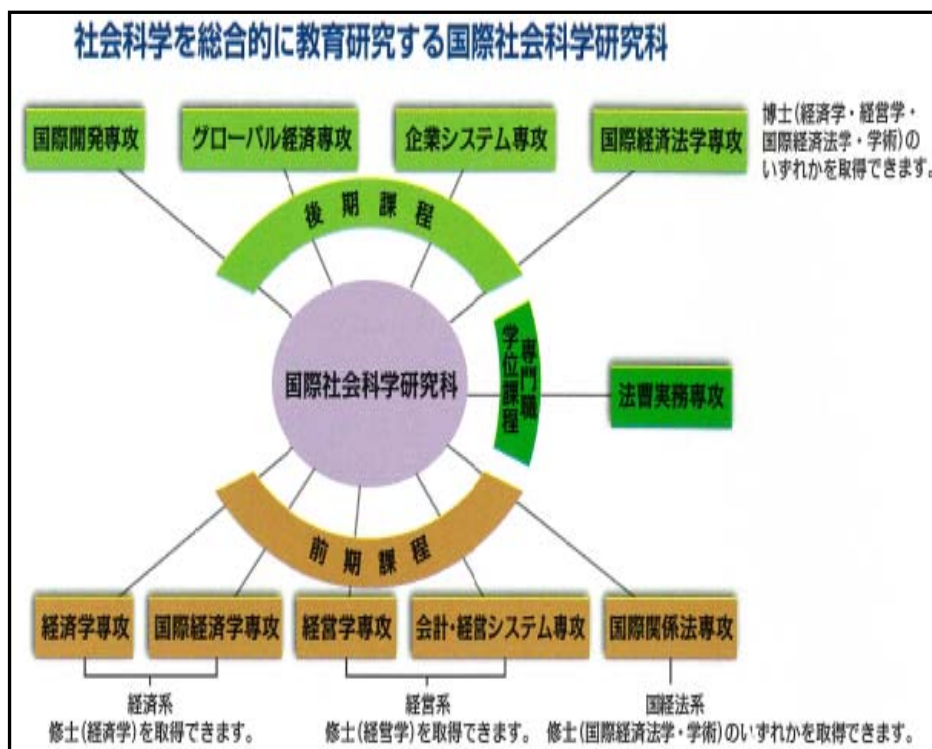 社会科学を総合的に教育研究する国際社会科学研究科
国際開発専攻
グローバル経済専攻
企業システム専攻
国際経済法学専攻
博士(経済学・経営学・
国際経済法学・学術)の
いずれかを取得できます。
後期課程
国際社会科学研究科
専門職
学位課程
法曹実務専攻
前期課程
経済学専攻
国際経済学専攻
経営学専攻
会計・経営システム専攻
国際関係法専攻
経済系
修士(経済学)を取得できます。
経営系
修士(経営学)を取得できます。
国経法系
修士(国際経済法学・学術)のいずれかを取得できます。